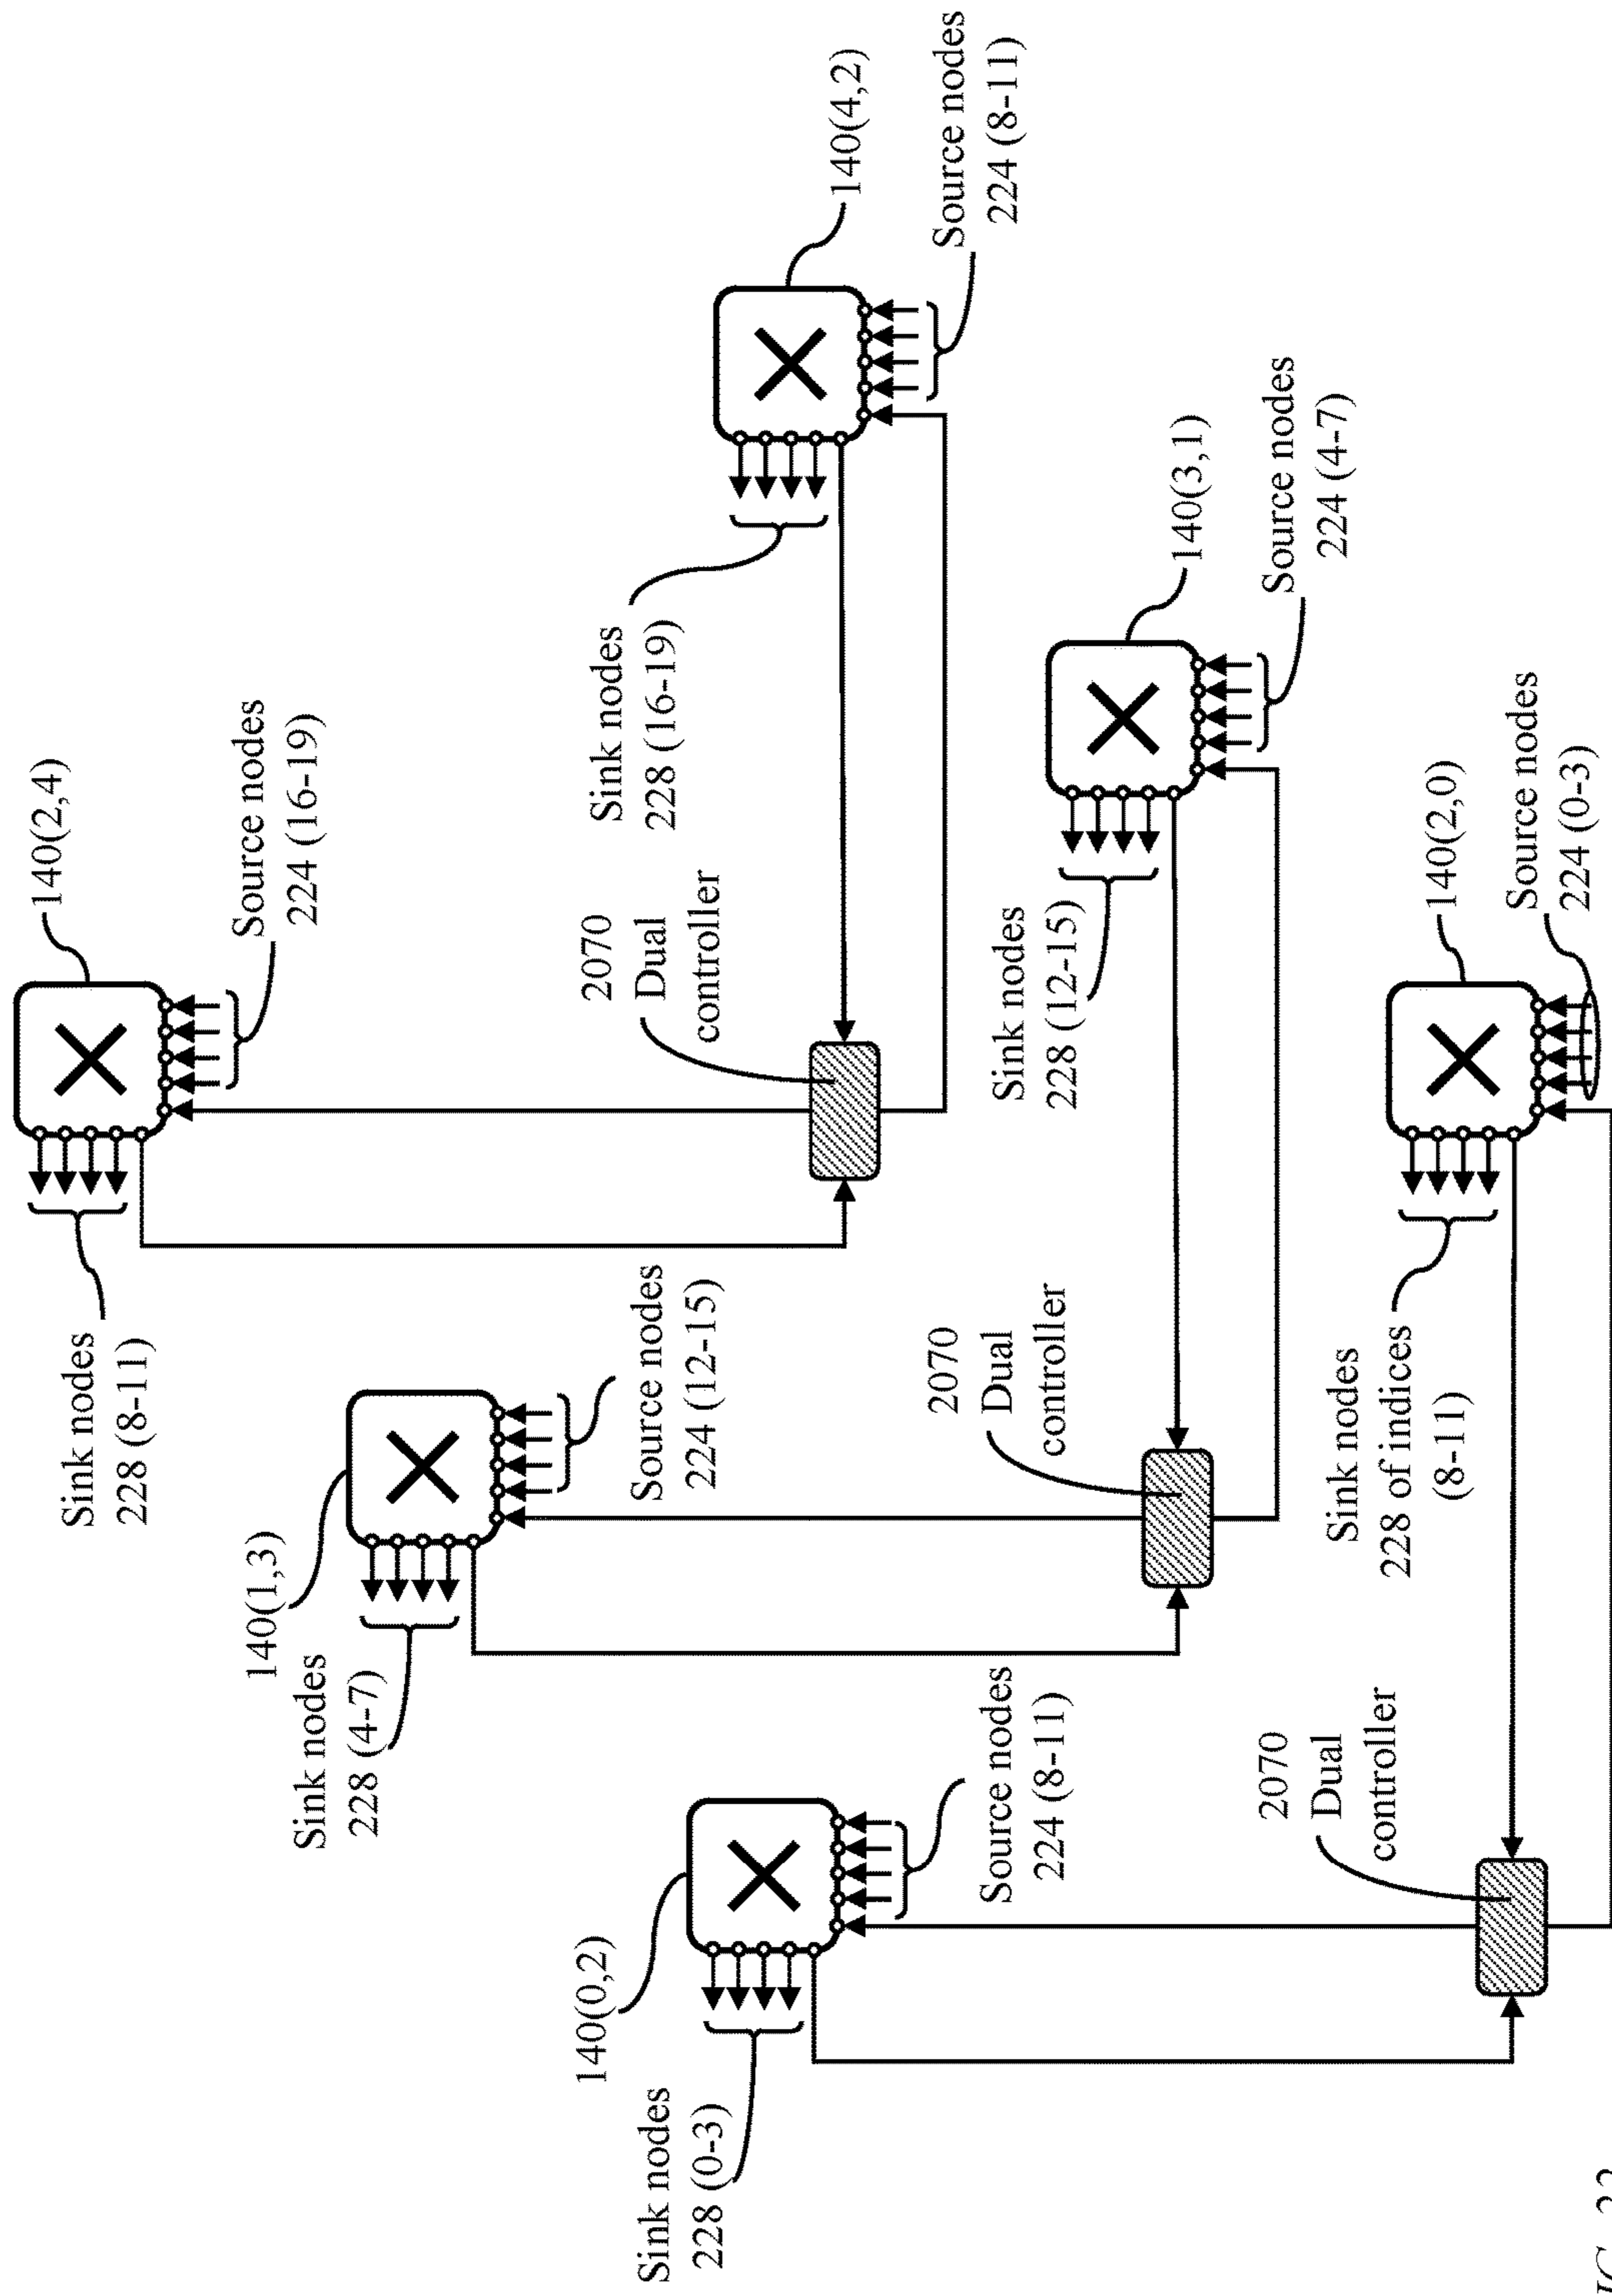 140(2,4)
Sink nodes
228 (8-11)
Source nodes
224 (16-19)
140(1,3)
Sink nodes
228 (4-7)
140(0,2)
2070
Dual
controller
Sink nodes
228 (16-19)
140(4,2)
Source nodes
224 (12-15)
Sink nodes
228 (0-3)
Source nodes
224 (8-11)
Source nodes
224 (8-11)
2070
Dual
controller
Sink nodes
228 (12-15)
140(3,1)
Source nodes
224 (4-7)
2070
Dual
controller
Sink nodes
228 of indices
(8-11)
140(2,0)
Source nodes
224 (0-3)